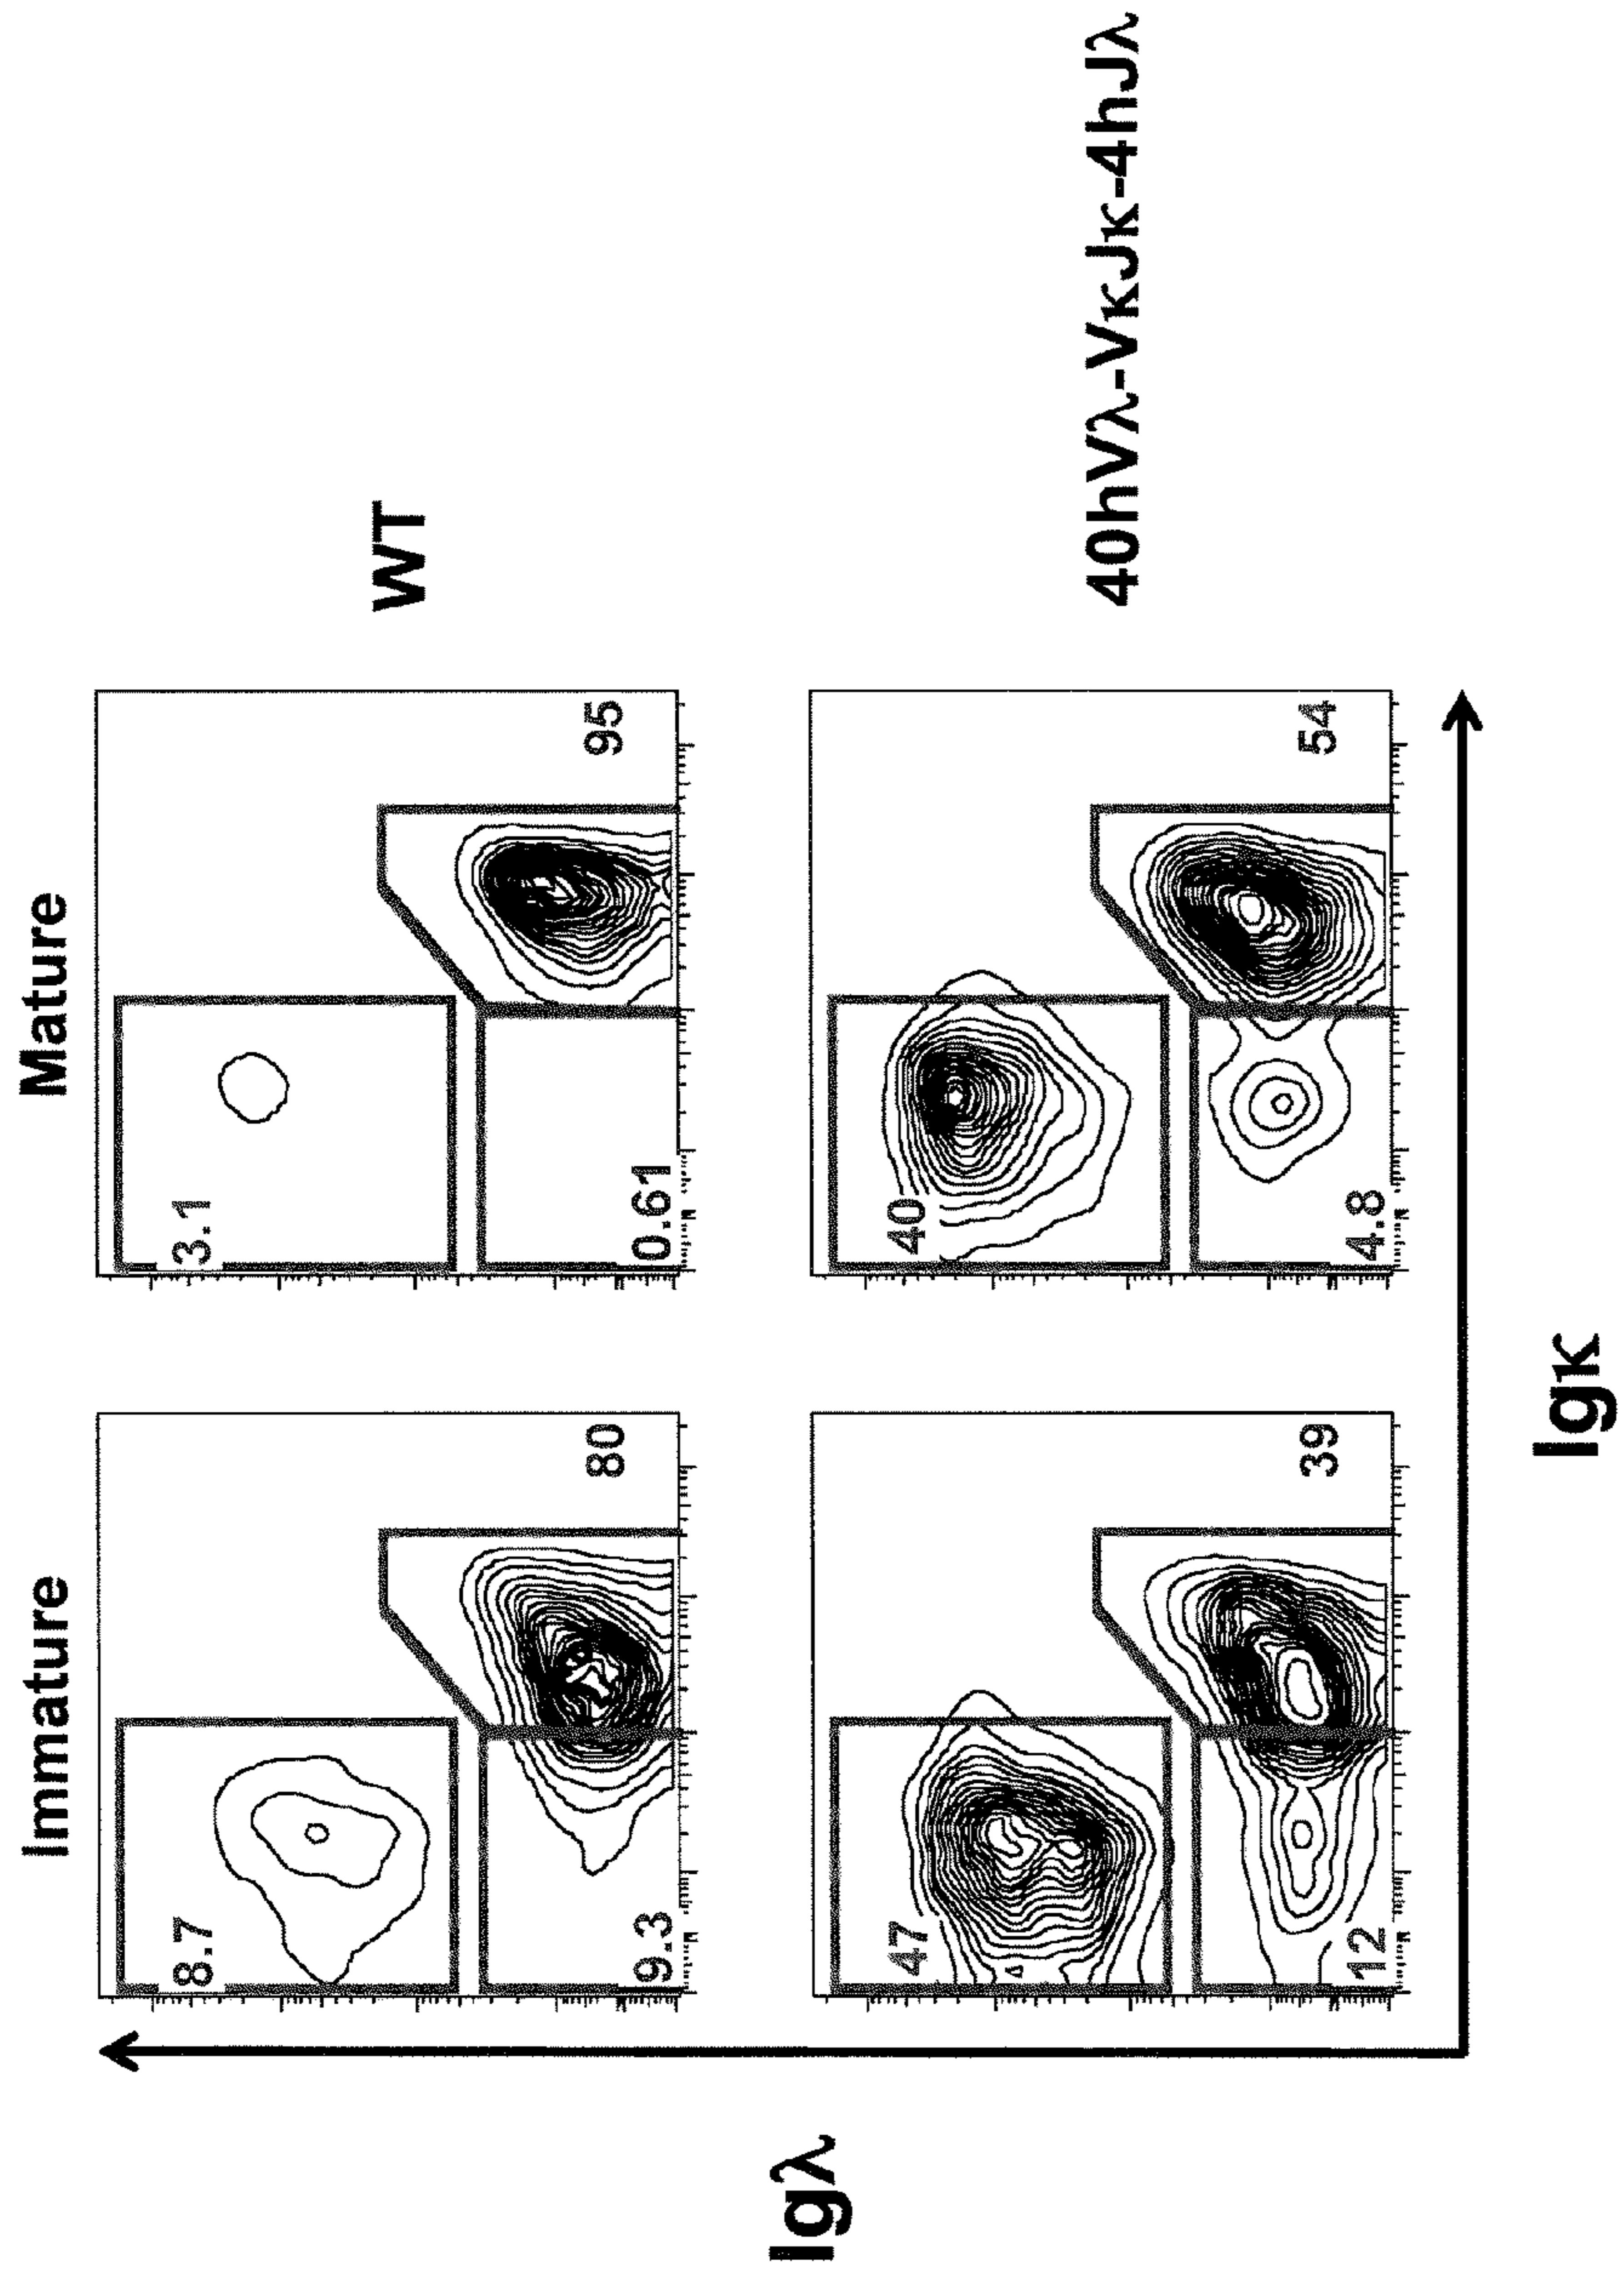 Immature
Mature
8.7
80
9.3
3.1
95
0.61
WT
47
39
12
40
54
4.8
40hVλ-VκJκ-4hJλ
Igλ
Igκ